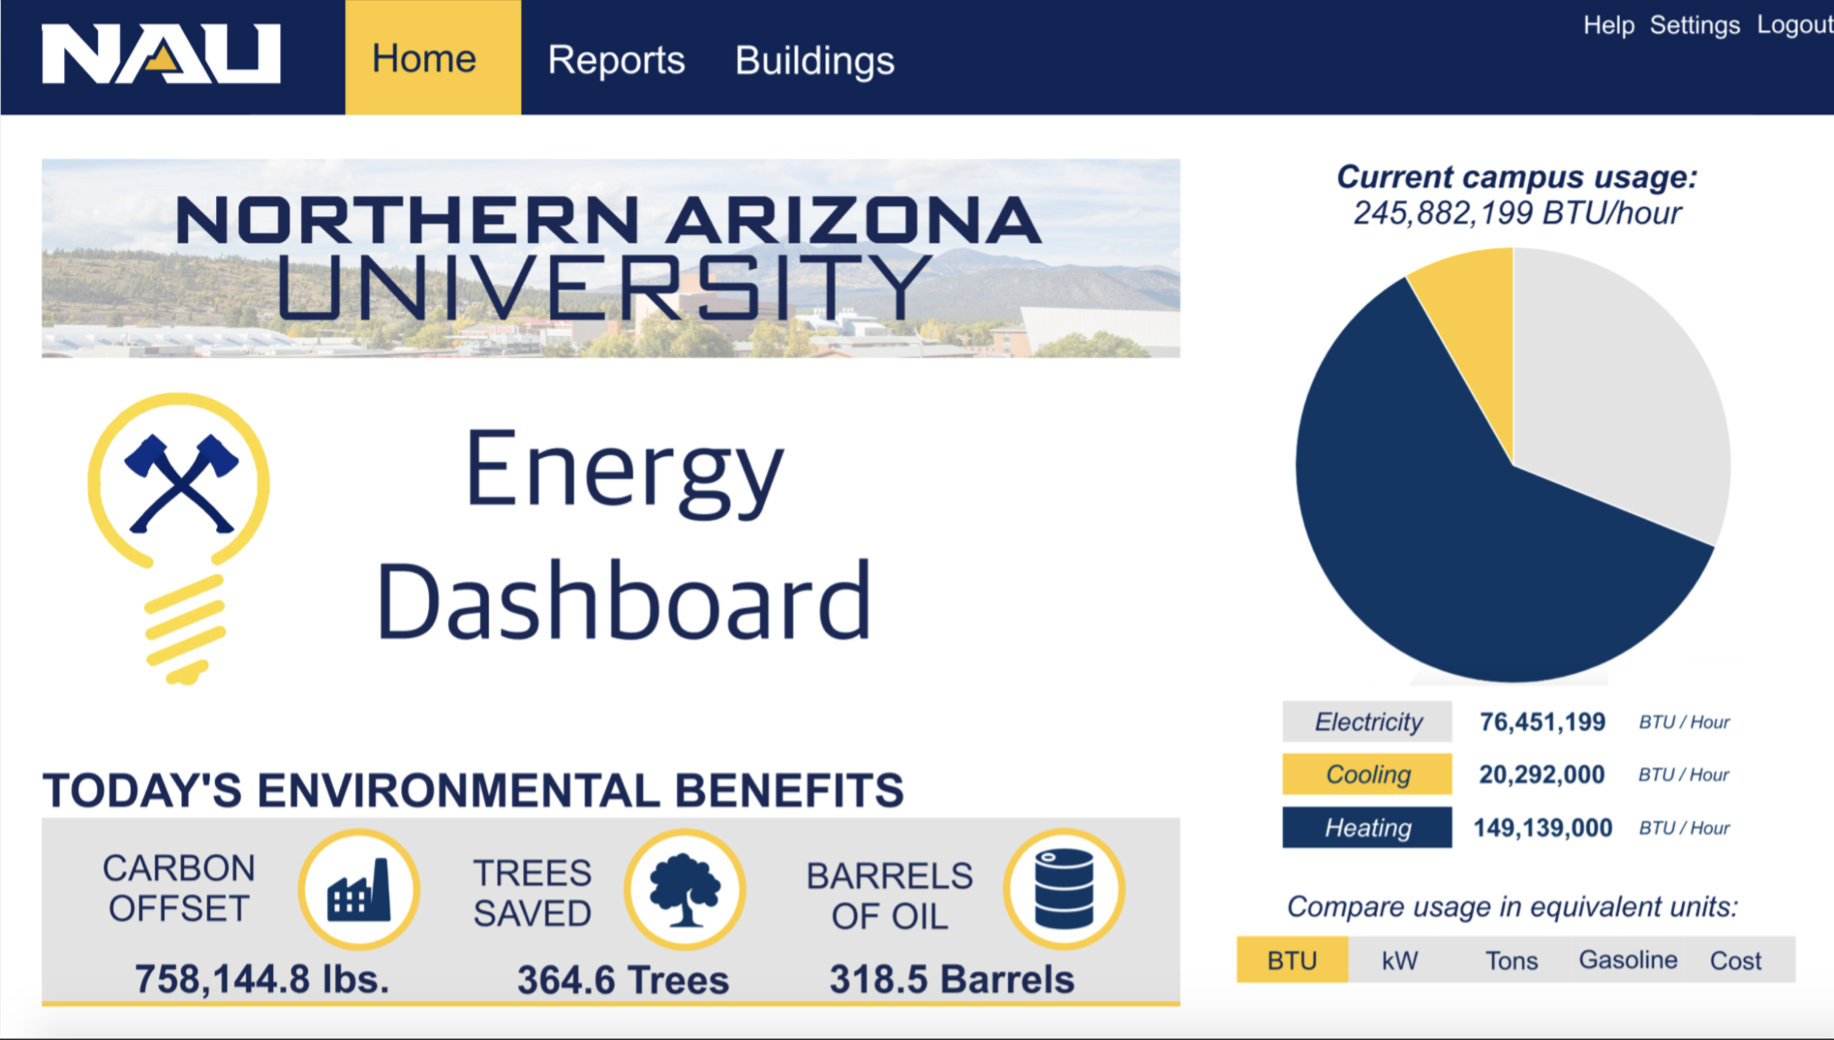 NAU
Home
Reports
Buildings
Help Settings Logout
NORTHERN ARIZONA
UNIVERSITY
Energy
Dashboard
TODAY'S ENVIRONMENTAL BENEFITS
CARBON
OFFSET
758,144.8 lbs.
TREES
SAVED
364.6 Trees
BARRELS
OF OIL
318.5 Barrels
Current campus usage:
245,882,199 BTU/hour
Electricity 76,451,199 BTU / Hour
Cooling 20,292,000 BTU / Hour
Heating 149,139,000 BTU / Hour
Compare usage in equivalent units:
BTU kW Tons Gasoline Cost